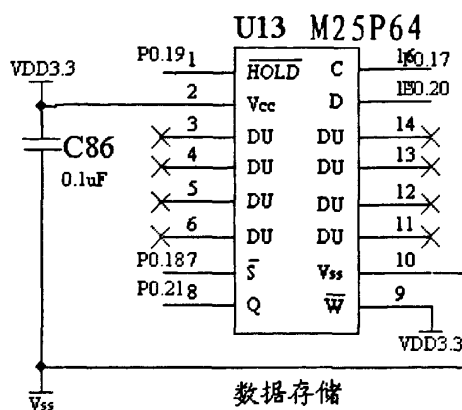 U13 M25P64
P0.19 1 HOLD C 16 P0.17
VDD3.3
2 Vcc D 15 P0.20
3 DU DU 14
C86
4 DU DU 13
0.1uF
5 DU DU 12
6 DU DU 11
P0.18 7 S Vss 10
P0.21 8 Q W 9
VDD3.3
Vss
数据存储